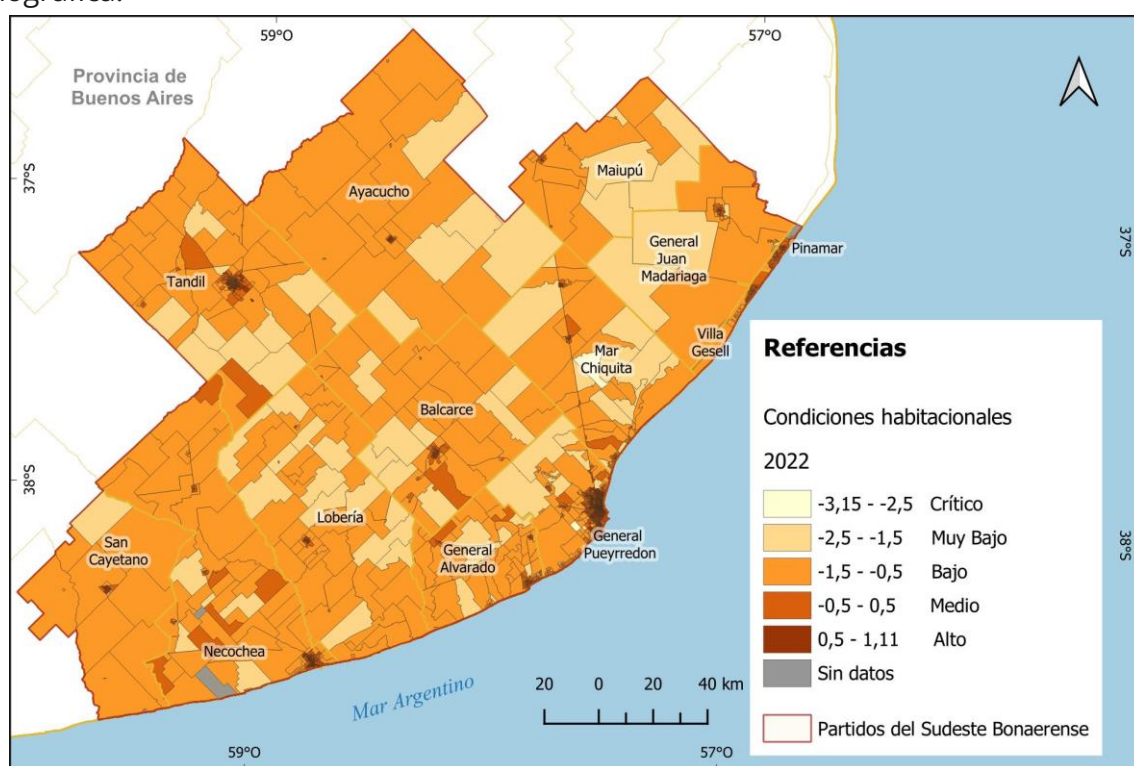 59°O
57°O
Provincia de
Buenos Aires
37°S
37°S
Maiupú
Ayacucho
General
Juan
Madariaga
Pinamar
Tandil
Villa
Gesell
Mar
Chiquita
Balcarce
38°S
38°S
Lobería
San
Cayetano
General
Alvarado
General
Pueyrredon
Necochea
Mar Argentino
20 0 20 40 km
59°O
57°O
Referencias
Condiciones habitacionales
2022
-3,15 - -2,5 Crítico
-2,5 - -1,5 Muy Bajo
-1,5 - -0,5 Bajo
-0,5 - 0,5 Medio
0,5 - 1,11 Alto
Sin datos
Partidos del Sudeste Bonaerense